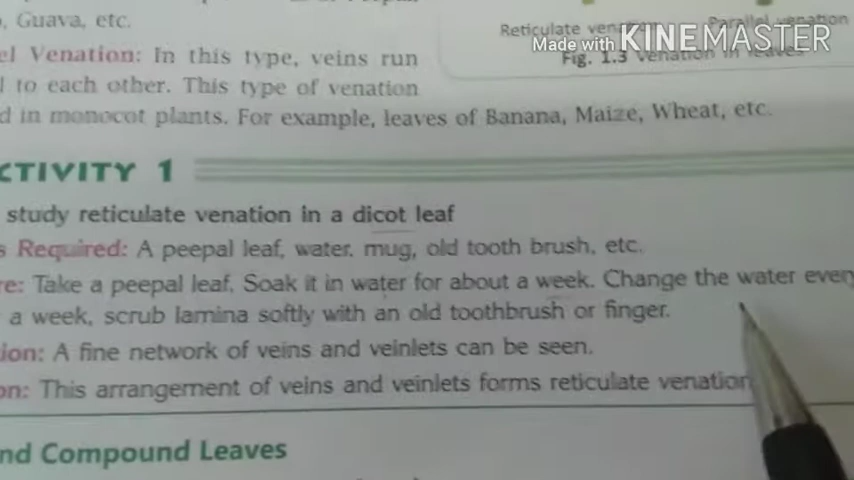 Guava, etc.
Reticulate venation Parallel venation
Made with KINEMASTER
Fig. 1.3 Venation in leaves
Venation: In this type, veins run
to each other. This type of venation
in monocot plants. For example, leaves of Banana, Maize, Wheat, etc.
CTIVITY 1
study reticulate venation in a dicot leaf
s Required: A peepal leaf, water, mug, old tooth brush, etc.
re: Take a peepal leaf. Soak it in water for about a week. Change the water every
a week, scrub lamina softly with an old toothbrush or finger.
ion: A fine network of veins and veinlets can be seen.
on: This arrangement of veins and veinlets forms reticulate venation
nd Compound Leaves